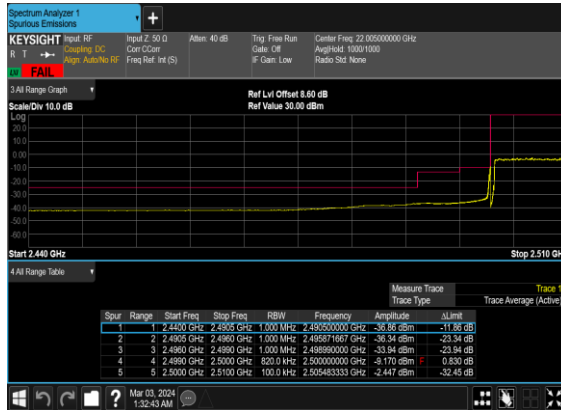 Spectrum Analyzer 1
Spurious Emissions
KEYSIGHT Input: RF Input Z: 50 Ω Atten: 40 dB Trig: Free Run Center Freq: 22.005000000 GHz
R T Coupling: DC Corr CCorr Gate: Off Avg|Hold: 1000/1000
Align: Auto/No RF Freq Ref: Int (S) IF Gain: Low Radio Std: None
FAIL
3 All Range Graph
Ref Lvl Offset 8.60 dB
Scale/Div 10.0 dB Ref Value 30.00 dBm
Log
20.0
10.0
0.00
-10.0
-20.0
-30.0
-40.0
-50.0
-60.0
Start 2.440 GHz Stop 2.510 GH
4 All Range Table
Measure Trace Trace 1
Trace Type Trace Average (Active)
Spur Range Start Freq Stop Freq RBW Frequency Amplitude ΔLimit
1 1 2.4400 GHz 2.4905 GHz 1.000 MHz 2.490500000 GHz -36.86 dBm -11.86 dB
2 2 2.4905 GHz 2.4960 GHz 1.000 MHz 2.495871667 GHz -36.34 dBm -23.34 dB
3 3 2.4960 GHz 2.4990 GHz 1.000 MHz 2.498990000 GHz -33.94 dBm -23.94 dB
4 4 2.4990 GHz 2.5000 GHz 820.0 kHz 2.500000000 GHz -9.170 dBm F 0.830 dB
5 5 2.5000 GHz 2.5100 GHz 100.0 kHz 2.505483333 GHz -2.447 dBm -32.45 dB
Mar 03, 2024
1:32:43 AM